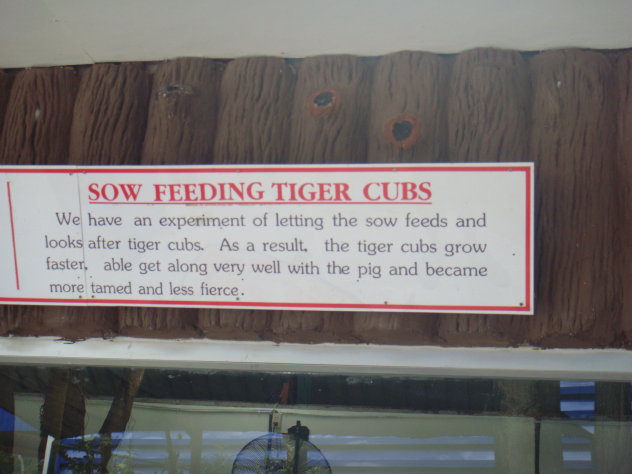 SOW FEEDING TIGER CUBS
We have an experiment of letting the sow feeds and
looks after tiger cubs. As a result, the tiger cubs grow
faster, able get along very well with the pig and became
more tamed and less fierce.